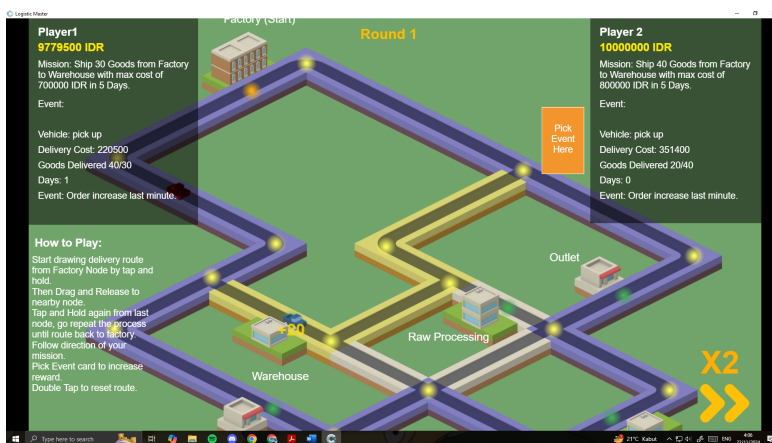 Logistic Master
Factory (Start)
Round 1
Player1
9779500 IDR
Mission: Ship 30 Goods from Factory
to Warehouse with max cost of
700000 IDR in 5 Days.
Event:
Vehicle: pick up
Delivery Cost: 220500
Goods Delivered 40/30
Days: 1
Event: Order increase last minute.
Player 2
10000000 IDR
Mission: Ship 40 Goods from Factory
to Warehouse with max cost of
800000 IDR in 5 Days.
Event:
Vehicle: pick up
Delivery Cost: 351400
Goods Delivered 20/40
Days: 0
Event: Order increase last minute.
Pick
Event
Here
How to Play:
Start drawing delivery route
from Factory Node by tap and
hold.
Then Drag and Release to
nearby node.
Tap and Hold again from last
node, go repeat the process
until route back to factory.
Follow direction of your
mission.
Pick Event card to increase
reward.
Double Tap to reset route.
Outlet
+20
Raw Processing
Warehouse
X2
Type here to search
21°C Kabut
ENG
4:06